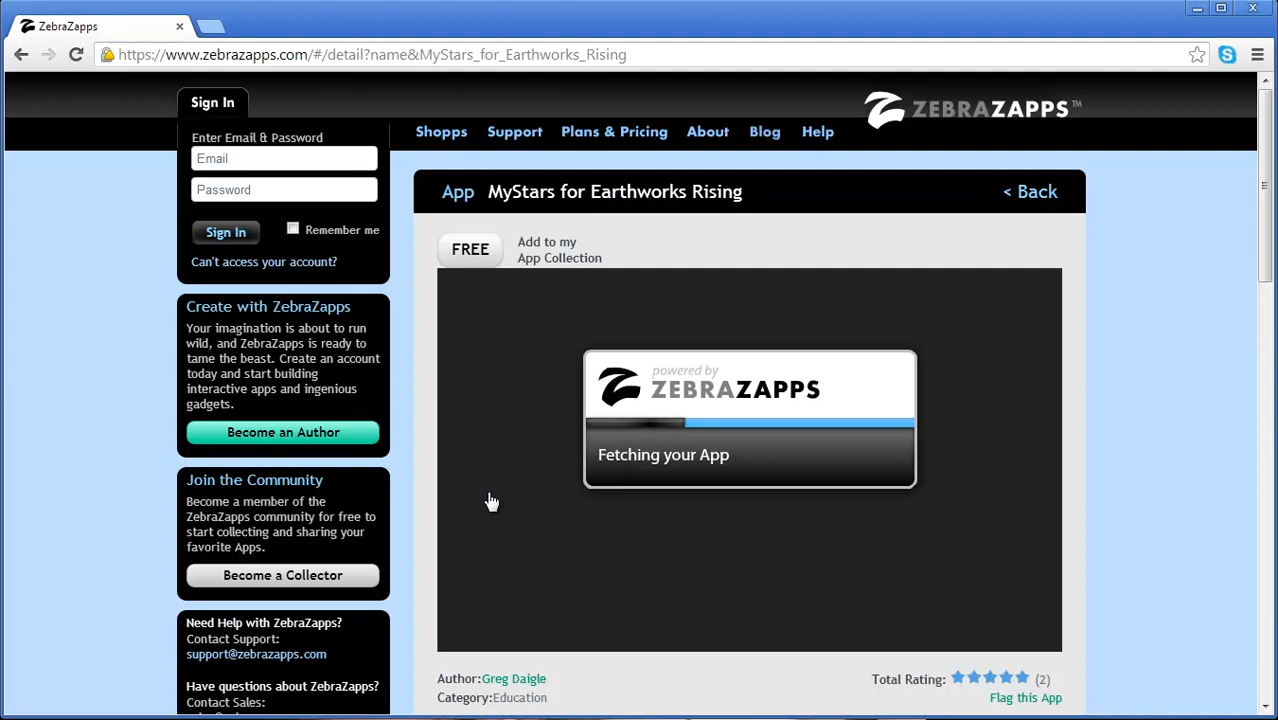 ZebraZapps
https://www.zebrazapps.com/#/detail?name&MyStars_for_Earthworks_Rising
Sign In
ZEBRAZAPPS™
Enter Email & Password
Email
Password
Sign In
Remember me
Can't access your account?
Shopps Support Plans & Pricing About Blog Help
App MyStars for Earthworks Rising < Back
FREE
Add to my
App Collection
Create with ZebraZapps
Your imagination is about to run
wild, and ZebraZapps is ready to
tame the beast. Create an account
today and start building
interactive apps and ingenious
gadgets.
Become an Author
powered by
ZEBRAZAPPS
Fetching your App
Join the Community
Become a member of the
ZebraZapps community for free to
start collecting and sharing your
favorite Apps.
Become a Collector
Need Help with ZebraZapps?
Contact Support:
support@zebrazapps.com
Have questions about ZebraZapps?
Contact Sales:
Author:Greg Daigle
Category:Education
Total Rating: (2)
Flag this App